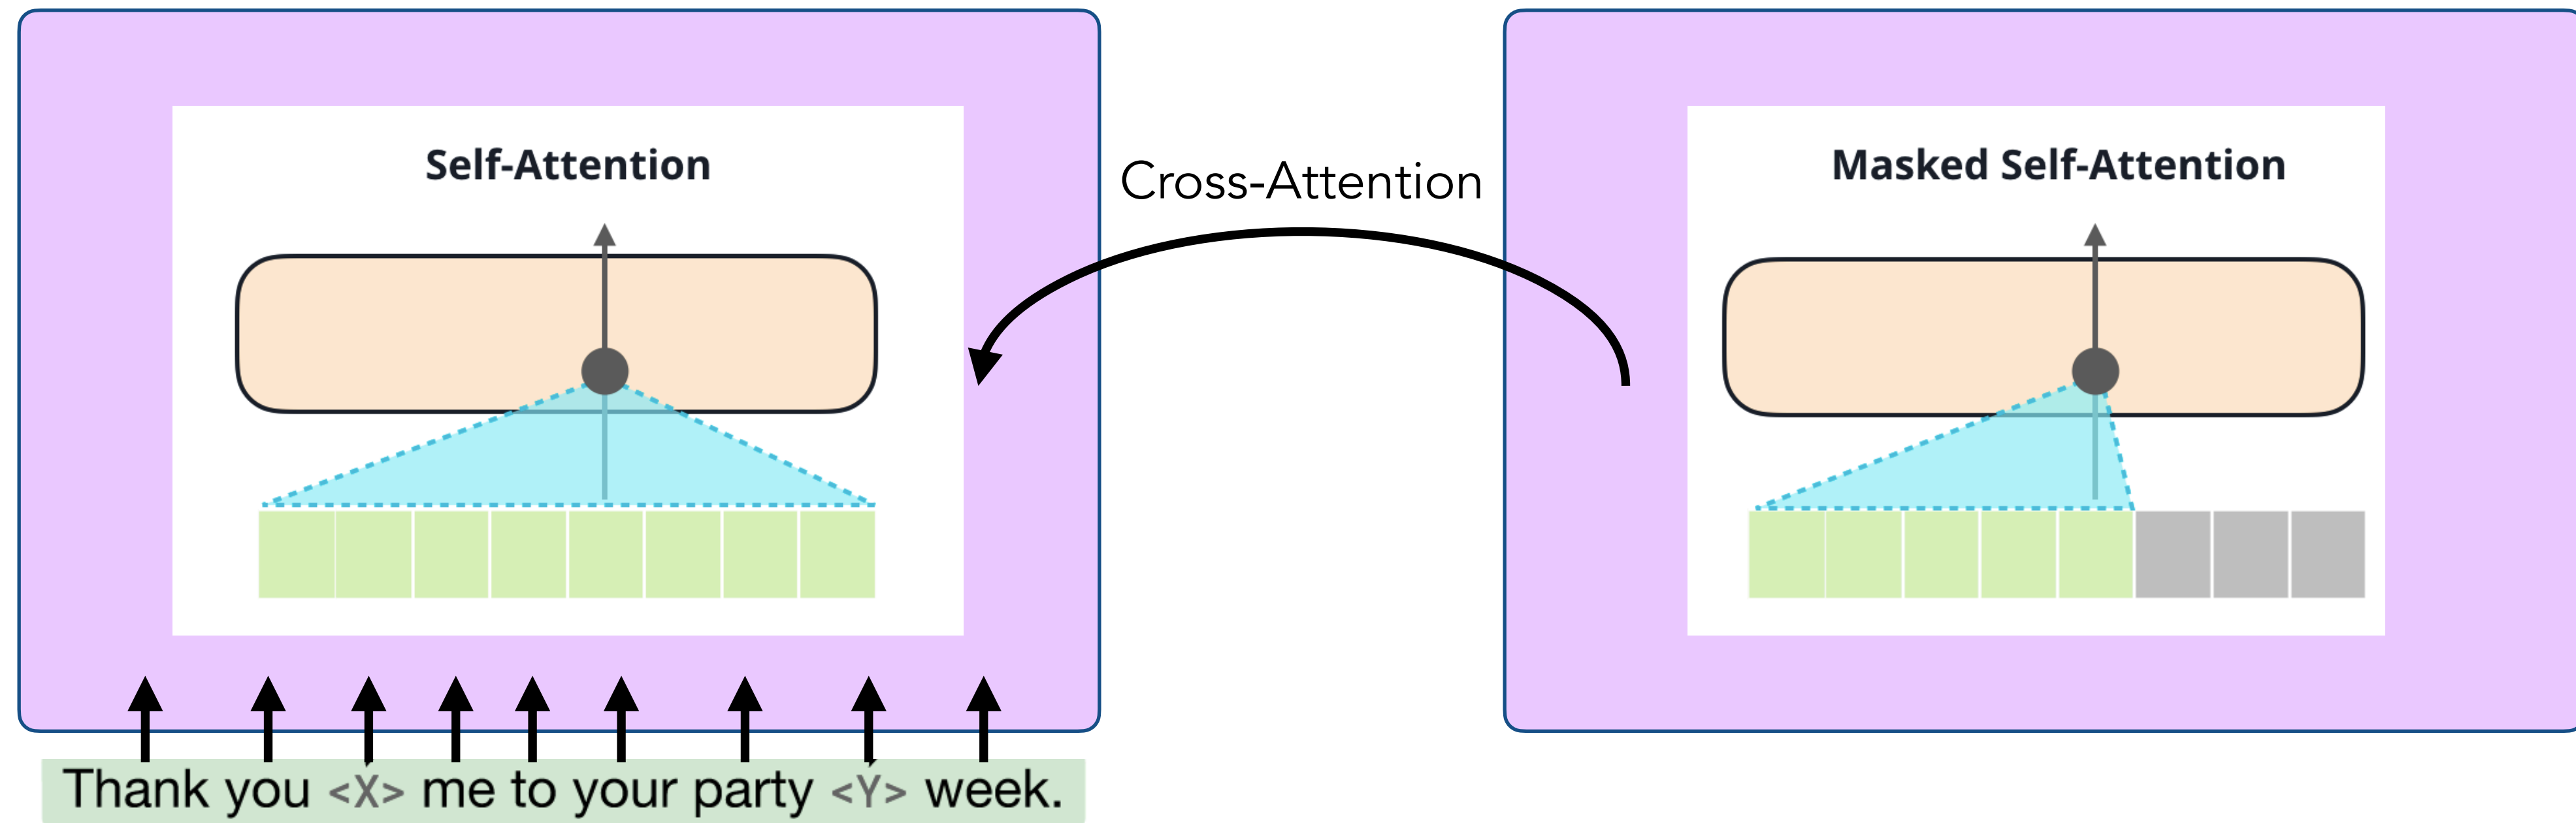 Self-Attention
Cross-Attention
Masked Self-Attention
Thank you <X> me to your party <Y> week.